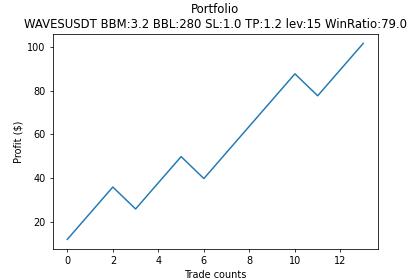 Portfolio
WAVESUSDT BBM:3.2 BBL:280 SL:1.0 TP:1.2 lev:15 WinRatio:79.0
100
80
60
40
20
Profit ($)
0 2 4 6 8 10 12
Trade counts